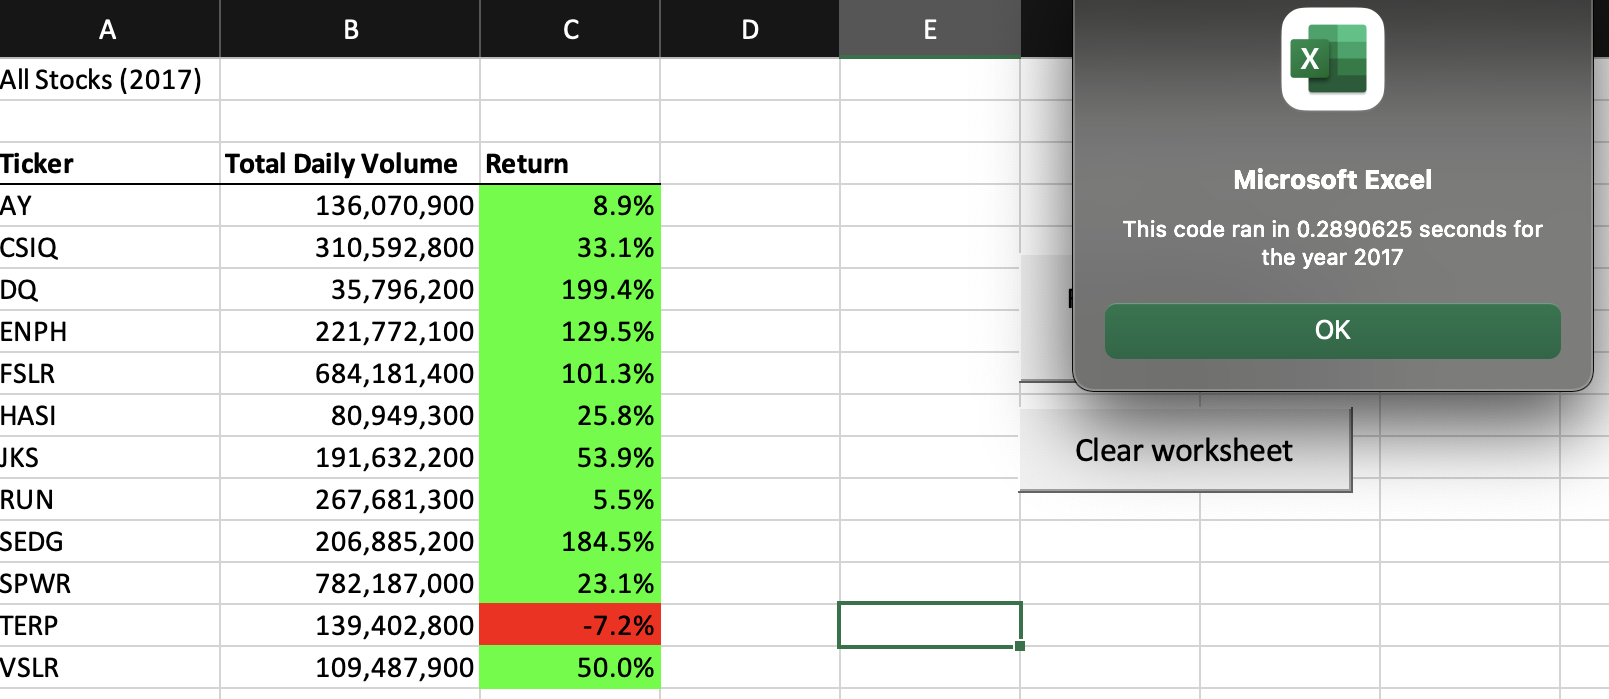 A B C D E
All Stocks (2017)
Ticker Total Daily Volume Return
AY 136,070,900 8.9%
CSIQ 310,592,800 33.1%
DQ 35,796,200 199.4%
ENPH 221,772,100 129.5%
FSLR 684,181,400 101.3%
HASI 80,949,300 25.8%
JKS 191,632,200 53.9%
RUN 267,681,300 5.5%
SEDG 206,885,200 184.5%
SPWR 782,187,000 23.1%
TERP 139,402,800 -7.2%
VSLR 109,487,900 50.0%
X
Microsoft Excel
This code ran in 0.2890625 seconds for
the year 2017
OK
Clear worksheet